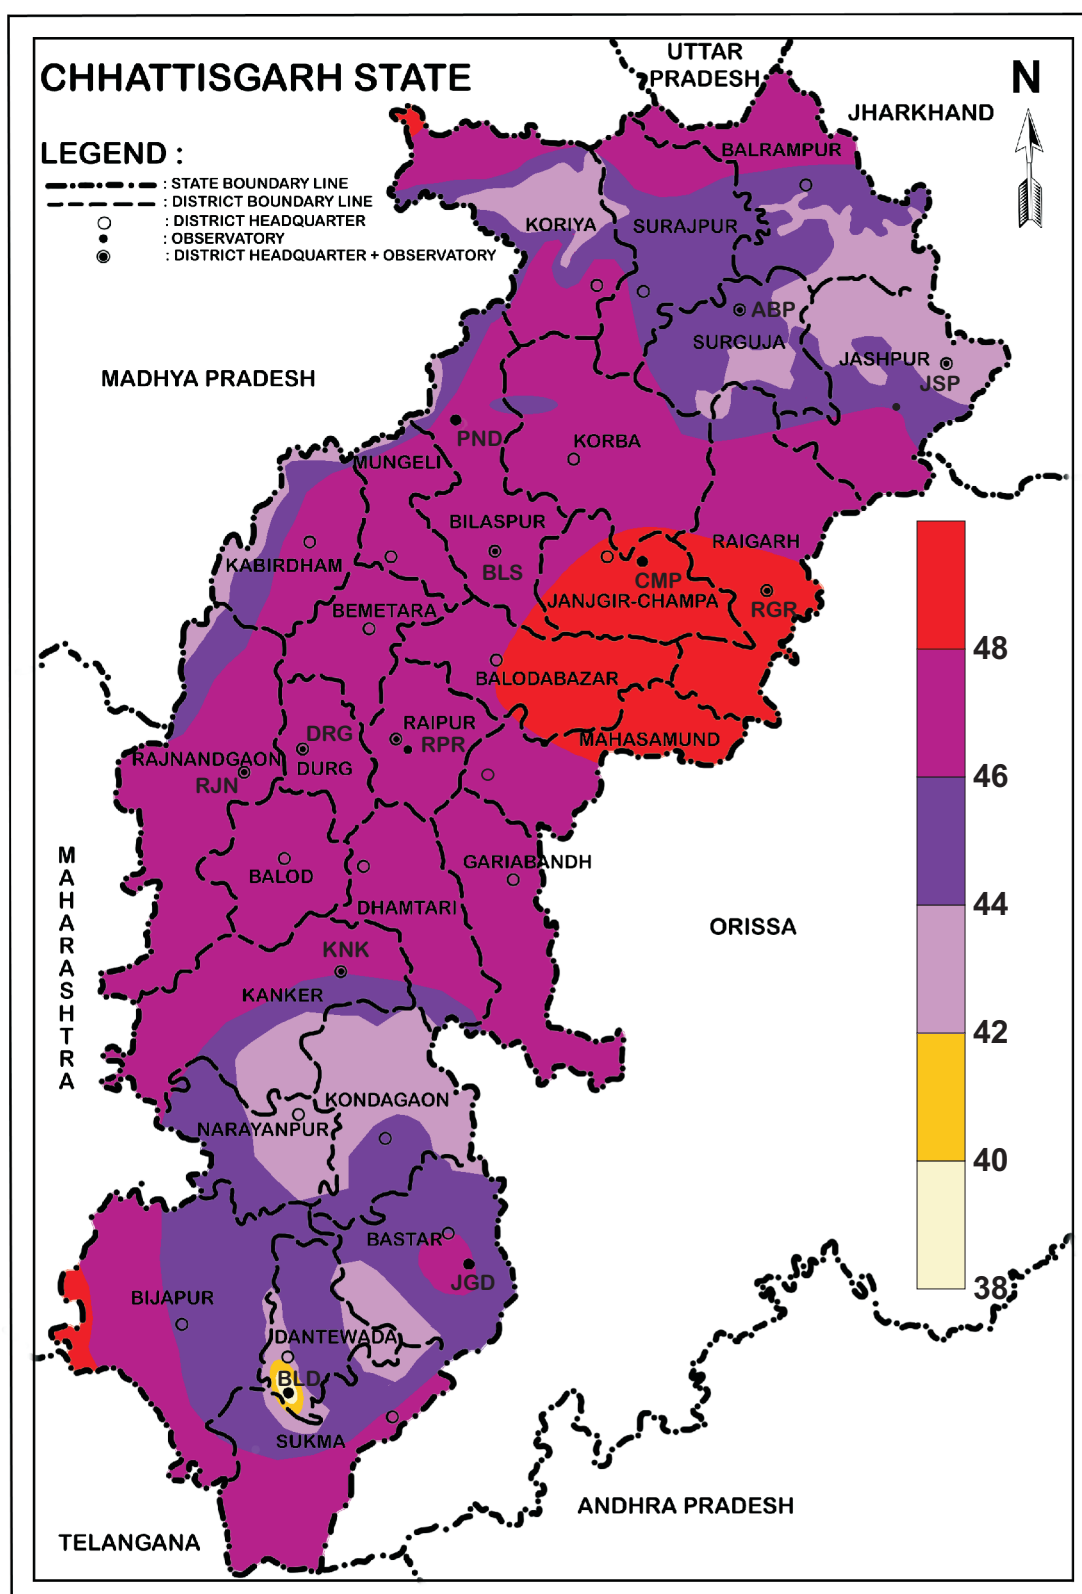 UTTAR
PRADESH
CHHATTISGARH STATE
N
JHARKHAND
LEGEND :
: STATE BOUNDARY LINE
: DISTRICT BOUNDARY LINE
: DISTRICT HEADQUARTER
: OBSERVATORY
: DISTRICT HEADQUARTER + OBSERVATORY
BALRAMPUR
KORIYA
SURAJPUR
ABP
SURGUJA
JASHPUR
JSP
MADHYA PRADESH
PND
KORBA
MUNGELI
BILASPUR
RAIGARH
KABIRDHAM
BLS
CMP
JANJGIR-CHAMPA
RGR
BEMETARA
48
BALODABAZAR
RAIPUR
DRG
RPR
MAHASAMUND
RAJNANDGAON
DURG
RJN
46
MAHARASHTRA
GARIABANDH
BALOD
DHAMTARI
44
ORISSA
KNK
KANKER
42
KONDAGAON
NARAYANPUR
40
BASTAR
JGD
38
BIJAPUR
DANTEWADA
BLD
SUKMA
ANDHRA PRADESH
TELANGANA